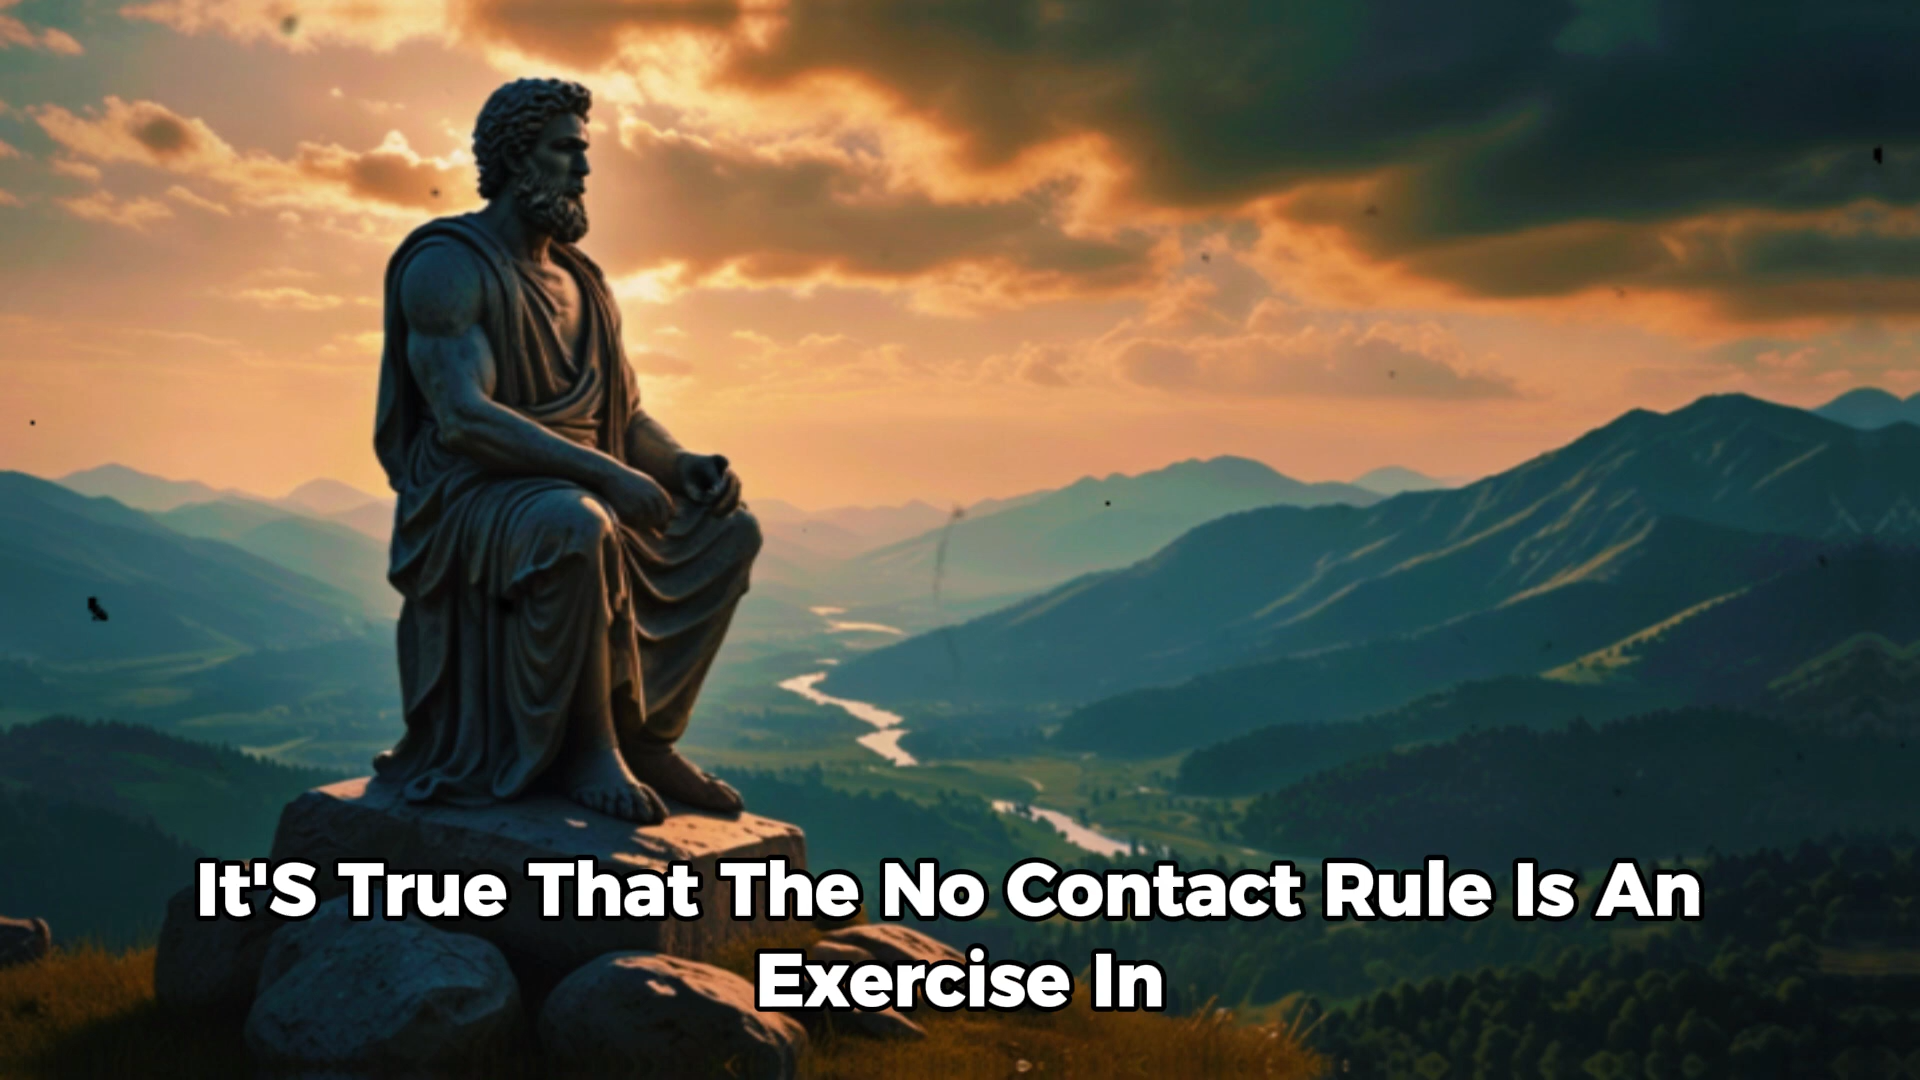 It'S True That The No Contact Rule Is An
Exercise In